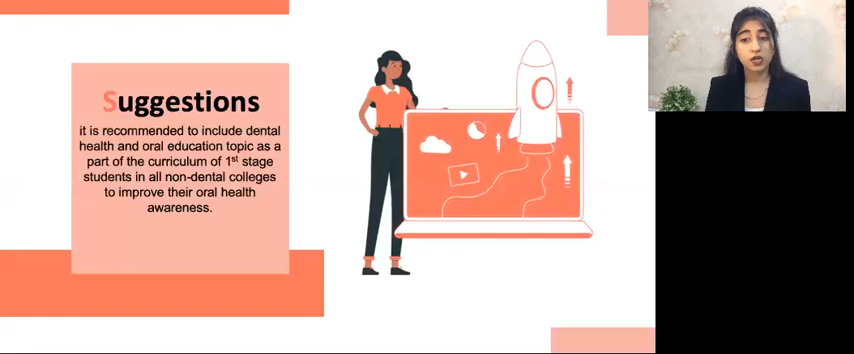 Suggestions
it is recommended to include dental
health and oral education topic as a
part of the curriculum of 1st stage
students in all non-dental colleges
to improve their oral health
awareness.